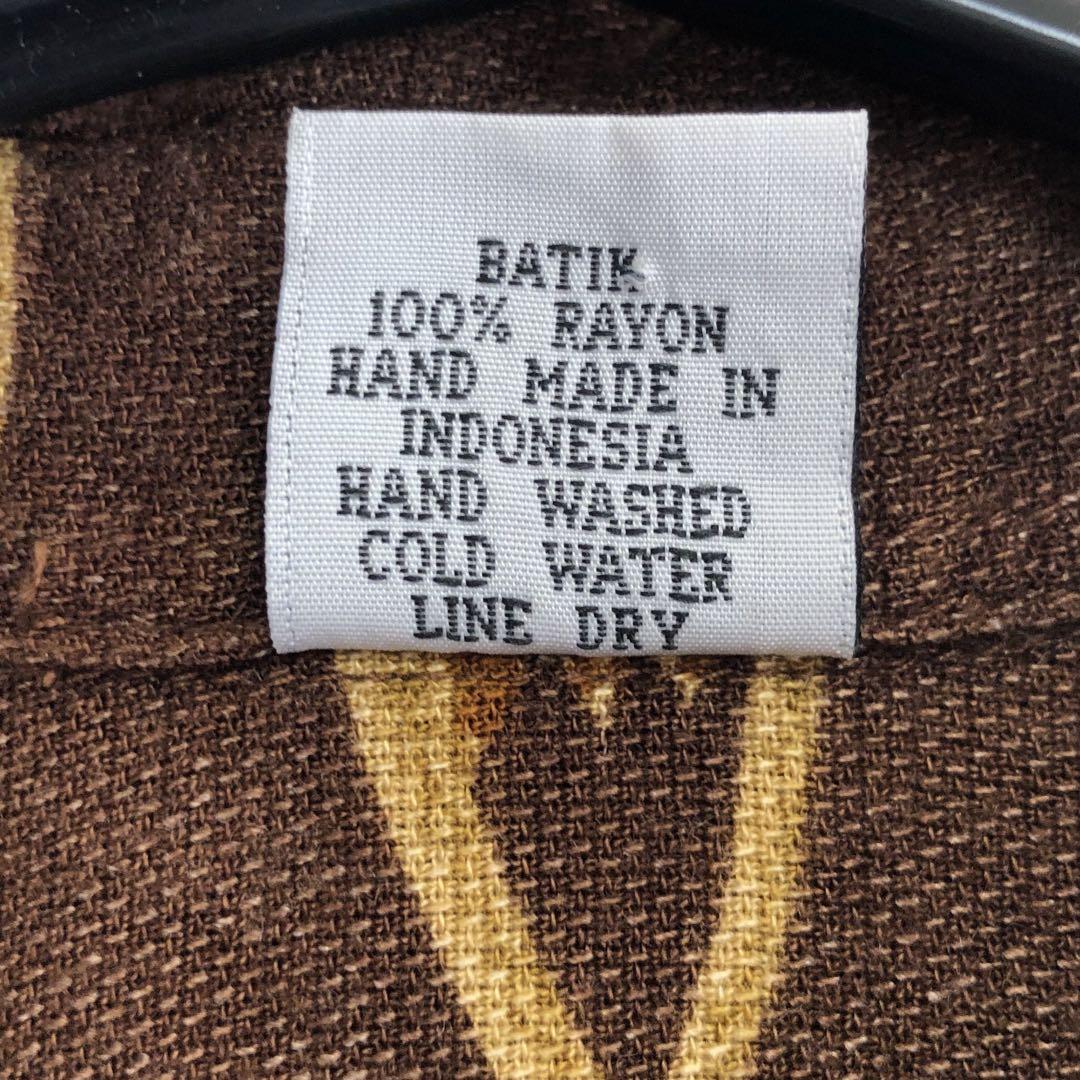 BATIK
100% RAYON
HAND MADE IN
INDONESIA
HAND WASHED
COLD WATER
LINE DRY